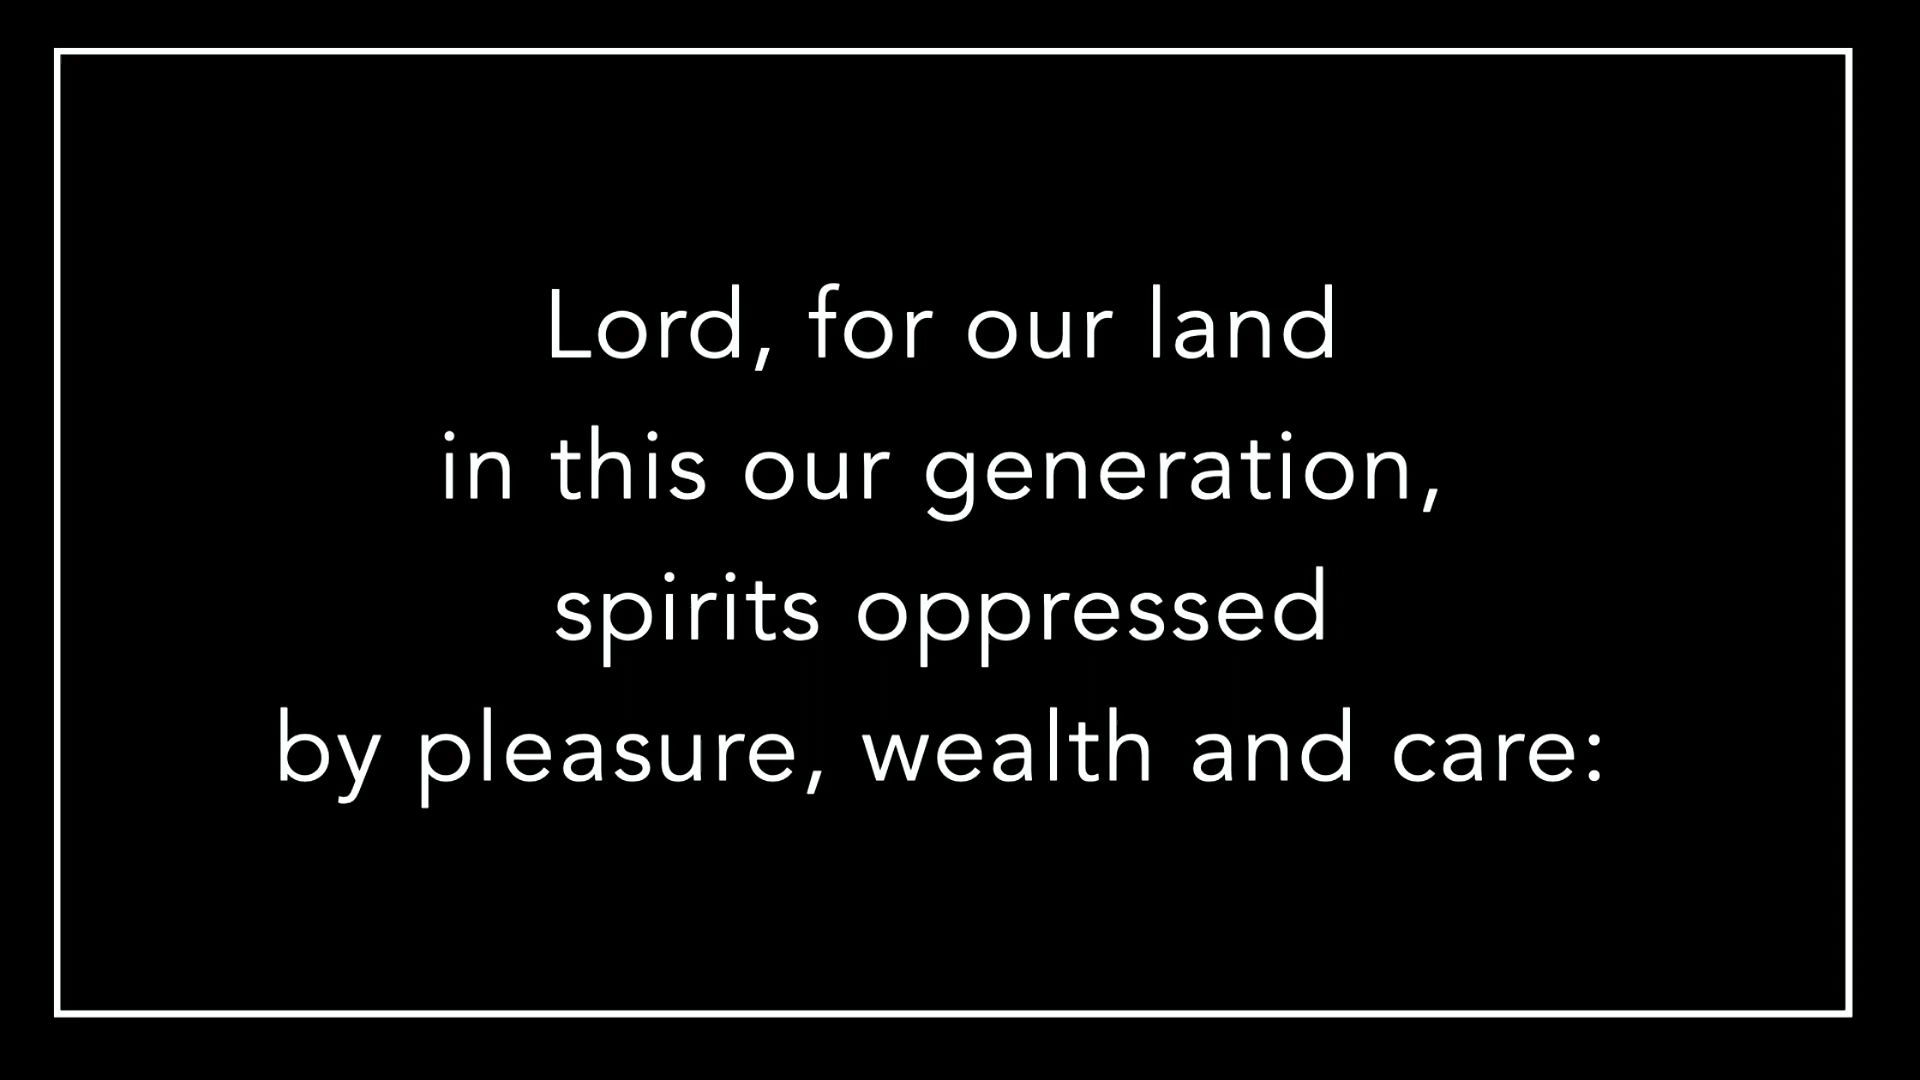 Lord, for our land
in this our generation,
spirits oppressed
by pleasure, wealth and care: